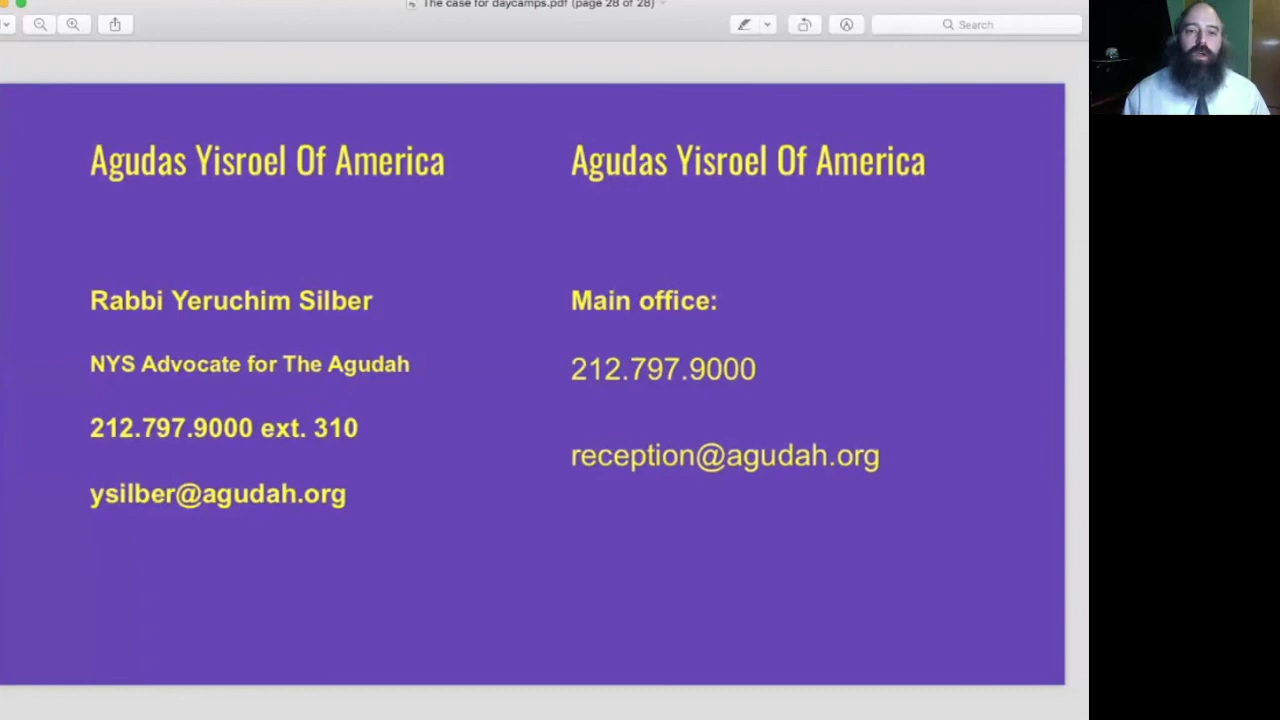 The case for daycamps.pdf (page 28 of 28)
Search
Agudas Yisroel Of America
Rabbi Yeruchim Silber
NYS Advocate for The Agudah
212.797.9000 ext. 310
ysilber@agudah.org
Agudas Yisroel Of America
Main office:
212.797.9000
reception@agudah.org